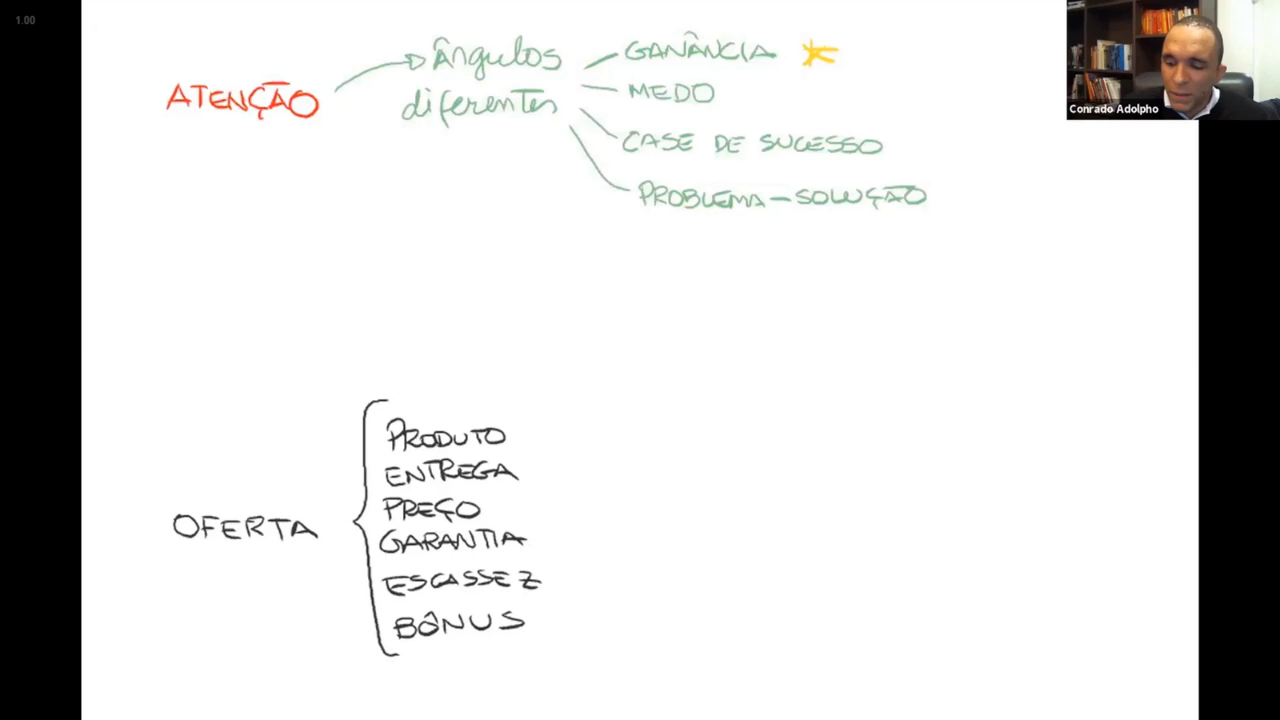 1.00
Conrado Adolpho
ATENÇÃO
Ângulos
diferentes
GANÂNCIA
MEDO
CASE DE SUCESSO
PROBLEMA - SOLUÇÃO
OFERTA
PRODUTO
ENTREGA
PREÇO
GARANTIA
ESCASSEZ
BÔNUS